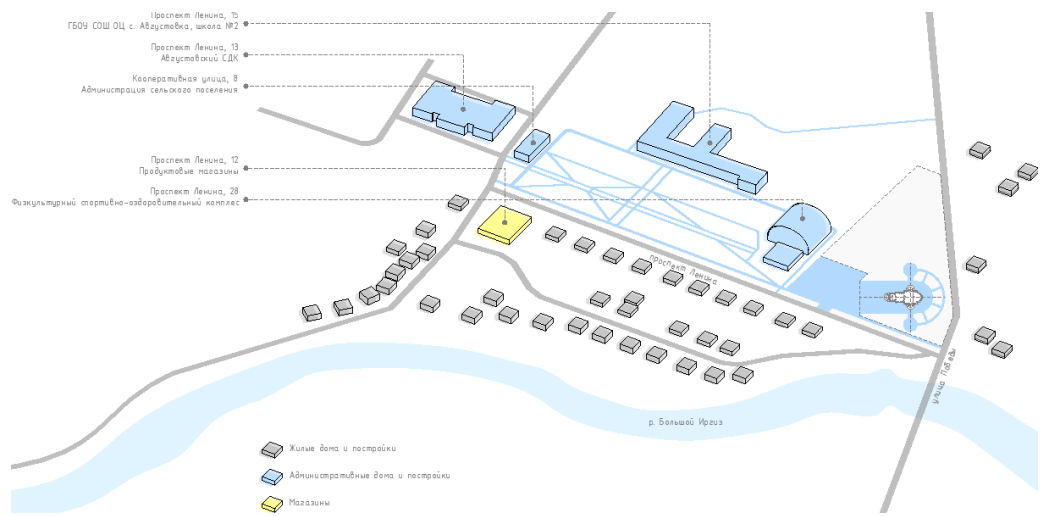 Проспект Ленина, 15
ГБОУ СОШ ОЦ с. Августовка, школа №2
Проспект Ленина, 13
Августовский СДК
Кооперативная улица, 8
Администрация сельского поселения
Проспект Ленина, 12
Продуктовые магазины
Проспект Ленина, 28
Физкультурный спортивно-оздоровительный комплес
проспект Ленина
улица Победы
р. Большой Иргиз
Жилые дома и постройки
Административные дома и постройки
Магазины